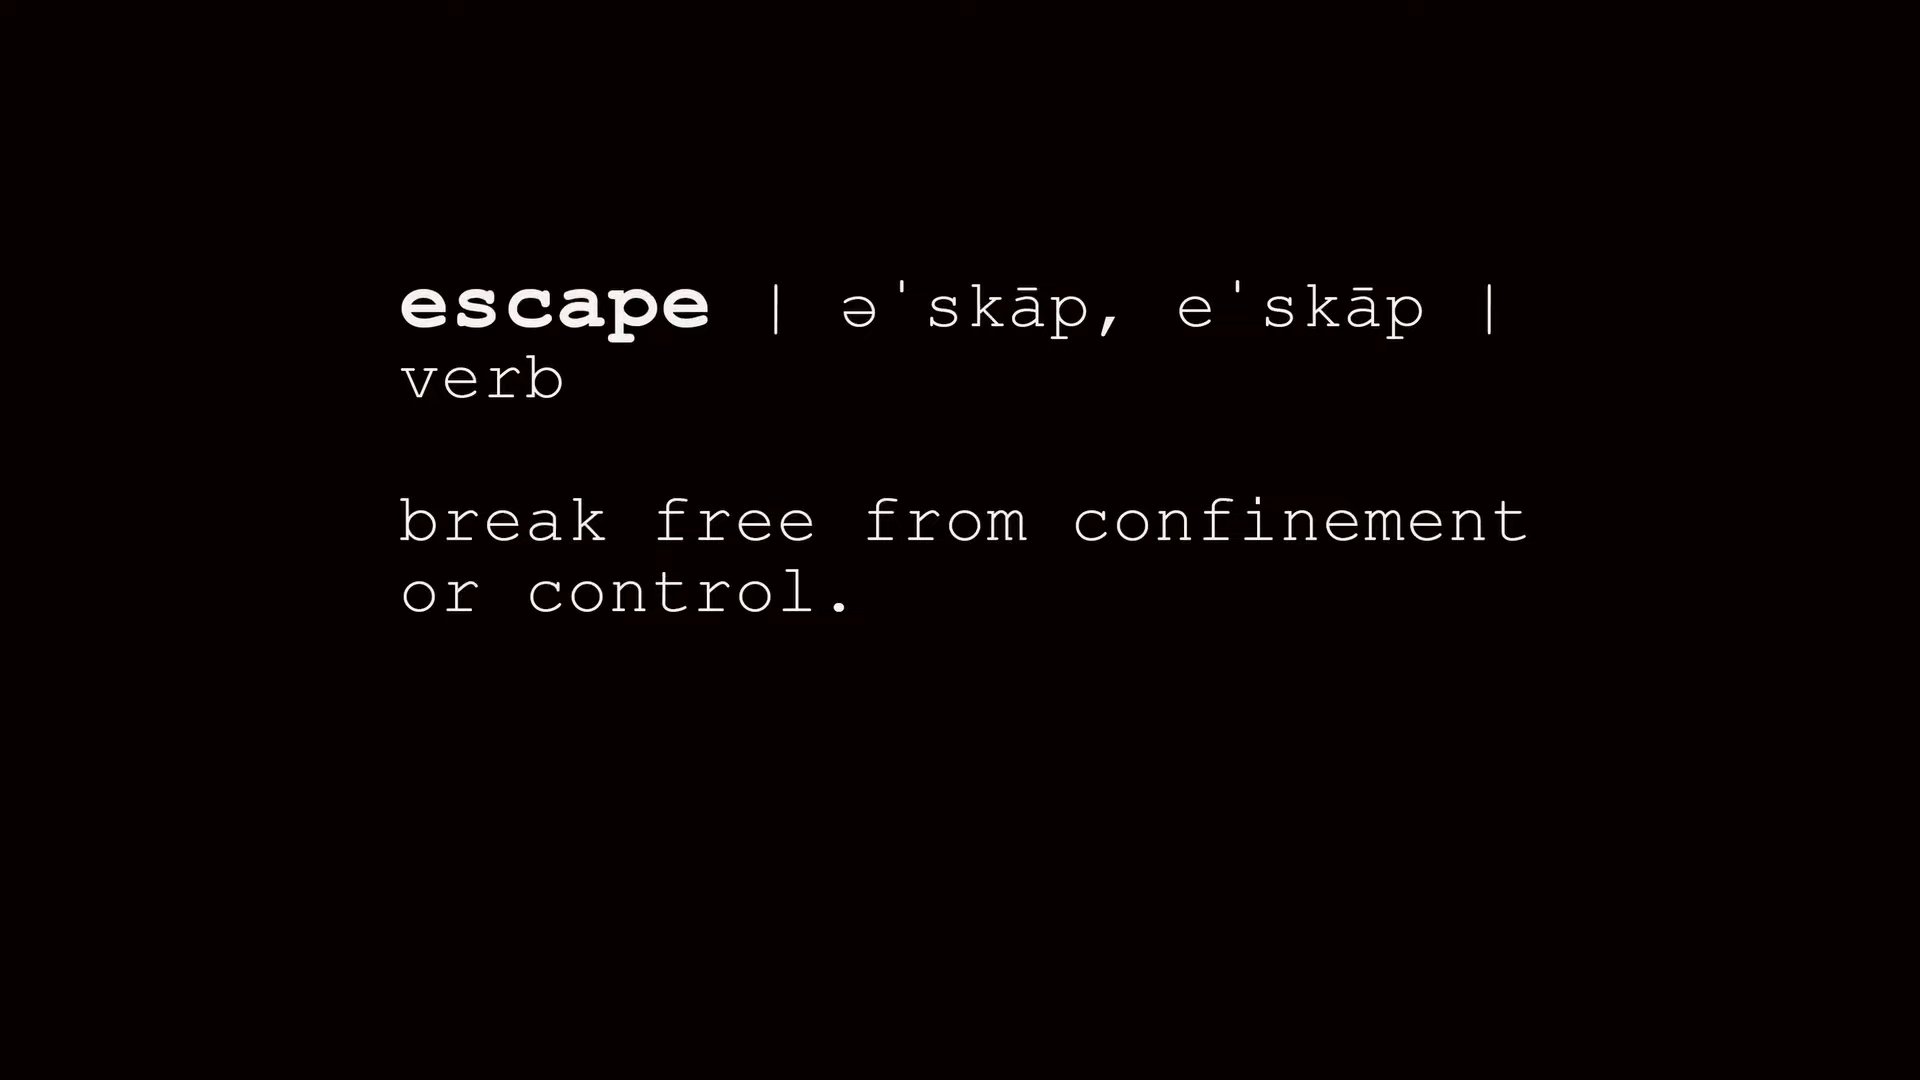 escape | əˈskāp, eˈskāp |
verb
break free from confinement
or control.